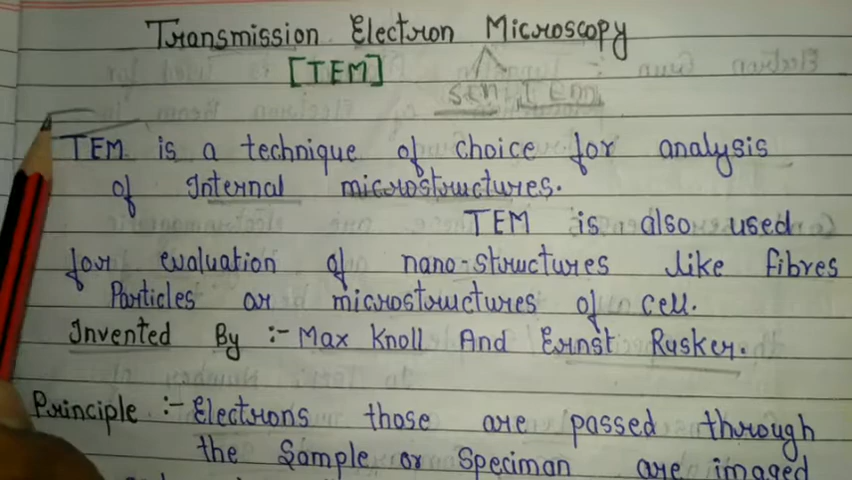 Transmission Electron Microscopy
[TEM]
SEM TEM
TEM is a technique of choice for analysis
of Internal microstructures.
TEM is also used
for evaluation of nano-structures like fibres
Particles or microstructures of cell.
Invented By :- Max Knoll And Ernst Rusker.
Principle :- Electrons those are passed through
the Sample or Speciman are imaged